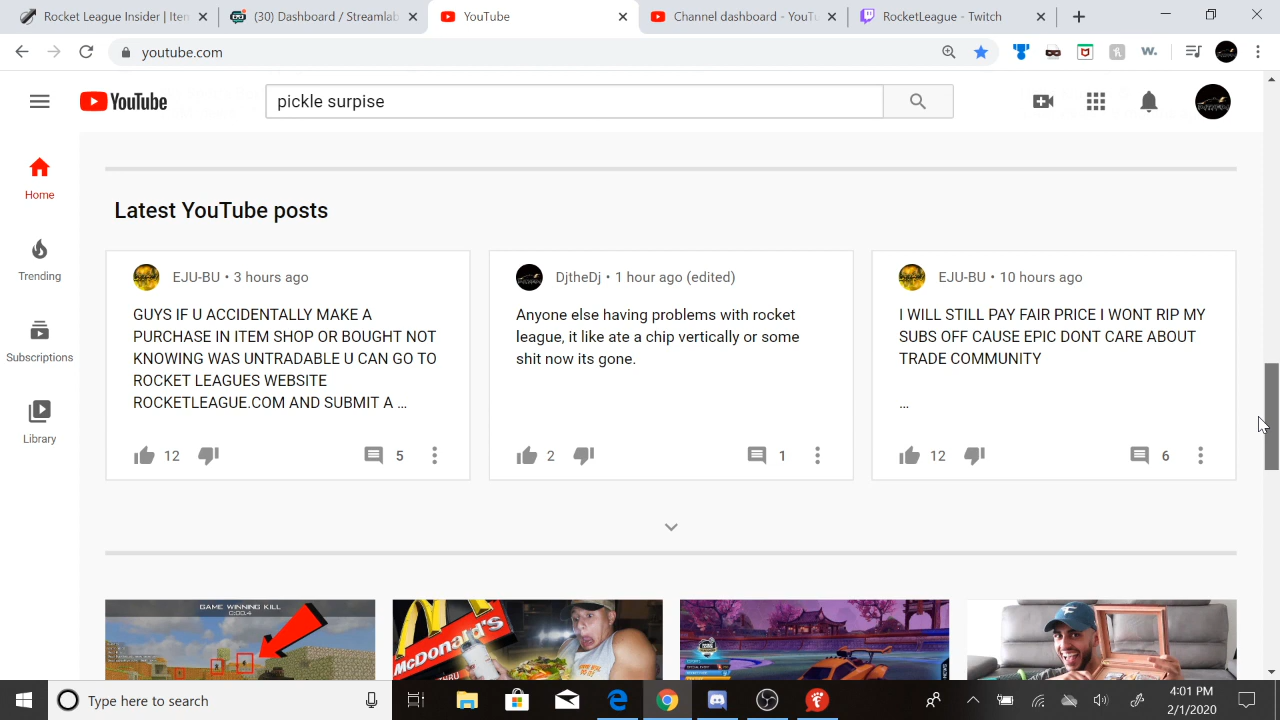 Rocket League Insider | Item
(30) Dashboard / Streamlab
YouTube
Channel dashboard - YouTu
RocketLeague - Twitch
youtube.com
YouTube
pickle surpise
Home
Trending
Subscriptions
Library
Latest YouTube posts
EJU-BU • 3 hours ago
GUYS IF U ACCIDENTALLY MAKE A
PURCHASE IN ITEM SHOP OR BOUGHT NOT
KNOWING WAS UNTRADABLE U CAN GO TO
ROCKET LEAGUES WEBSITE
ROCKETLEAGUE.COM AND SUBMIT A ...
12
5
DjtheDj • 1 hour ago (edited)
Anyone else having problems with rocket
league, it like ate a chip vertically or some
shit now its gone.
2
1
EJU-BU • 10 hours ago
I WILL STILL PAY FAIR PRICE I WONT RIP MY
SUBS OFF CAUSE EPIC DONT CARE ABOUT
TRADE COMMUNITY
...
12
6
GAME WINNING KILL
McDonald's
Type here to search
4:01 PM
2/1/2020